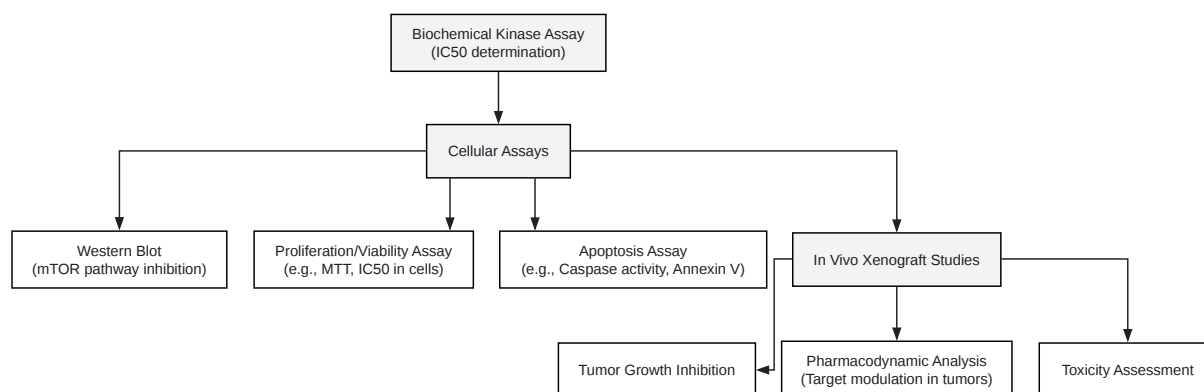 Biochemical Kinase Assay
(IC50 determination)
Cellular Assays
Western Blot
(mTOR pathway inhibition)
Proliferation/Viability Assay
(e.g., MTT, IC50 in cells)
Apoptosis Assay
(e.g., Caspase activity, Annexin V)
In Vivo Xenograft Studies
Tumor Growth Inhibition
Pharmacodynamic Analysis
(Target modulation in tumors)
Toxicity Assessment